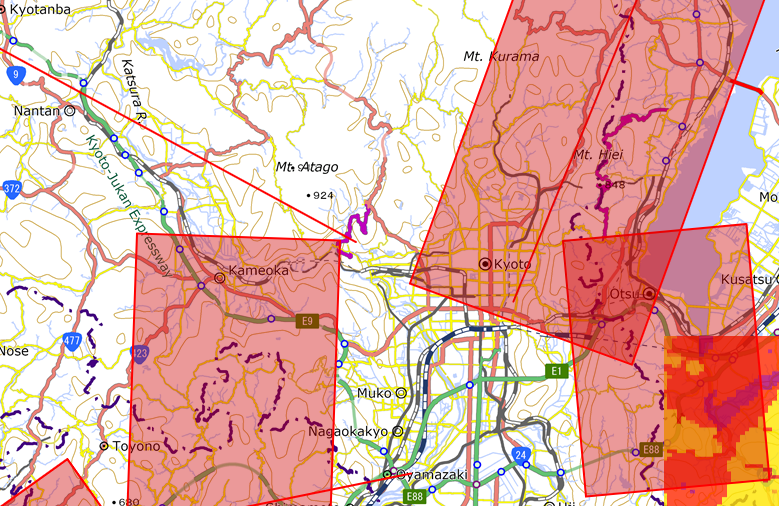 Kyotanba
9
Katsura R.
Mt. Kurama
Nantan
Kyoto-Jukan Expressway
Mt. Atago
924
Mt. Hiei
848
372
Mo
Kameoka
Kyoto
Kusatsu
Otsu
E9
477
423
Nose
E1
Muko
Nagaokakyo
Toyono
24
E88
Oyamazaki
E88
680